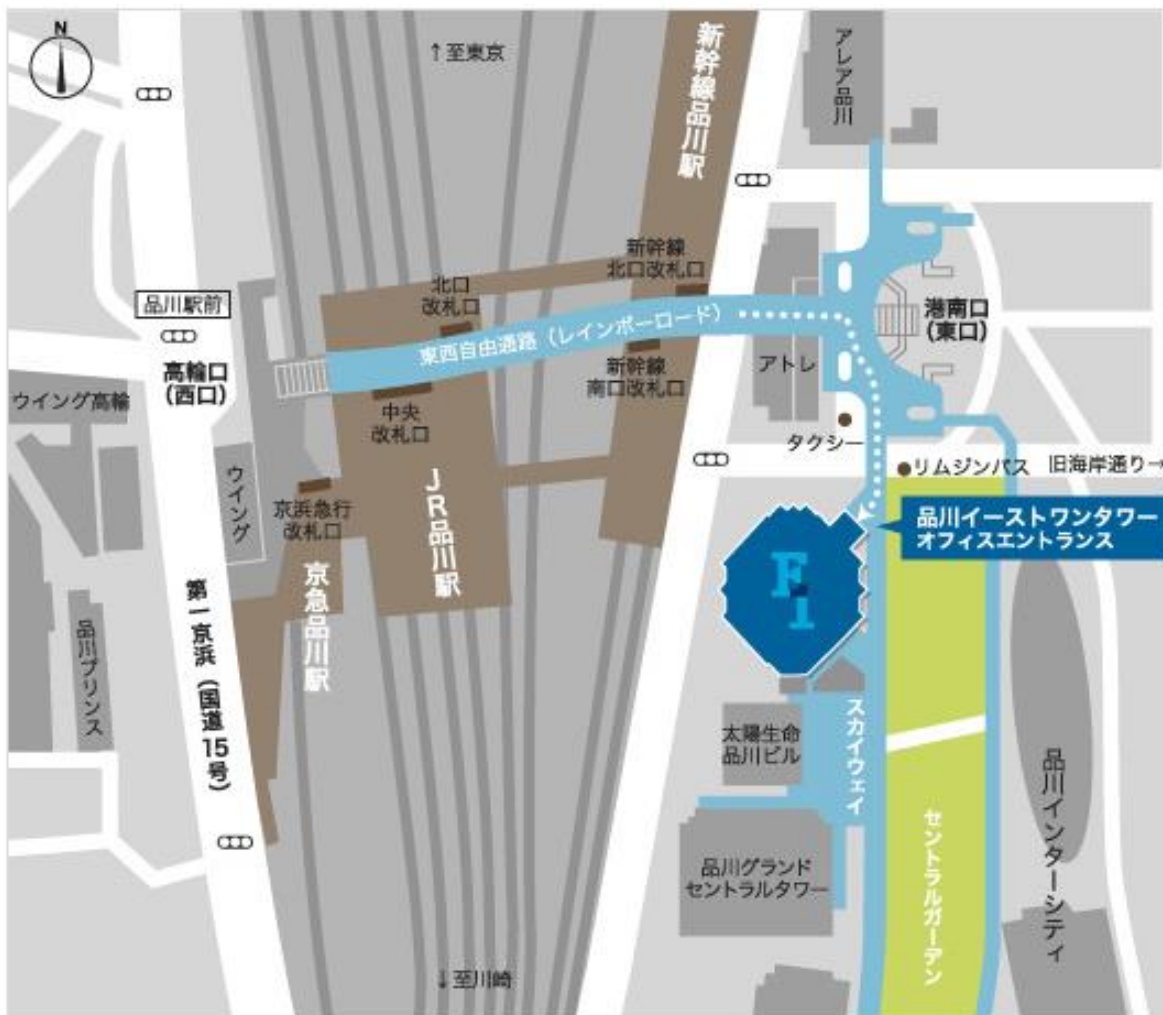 N
↑至東京
新幹線品川駅
アレア品川
新幹線
北口改札口
北口
改札口
品川駅前
東西自由通路（レインボーロード）
港南口
（東口）
高輪口
（西口）
新幹線
南口改札口
アトレ
ウイング高輪
中央
改札口
タクシー
ウイング
京浜急行
改札口
JR品川駅
リムジンバス
旧海岸通り→
品川イーストワンタワー
オフィスエントランス
京急品川駅
第一京浜（国道15号）
品川プリンス
太陽生命
品川ビル
スカイウェイ
品川インターシティ
品川グランド
セントラルタワー
セントラルガーデン
↓至川崎